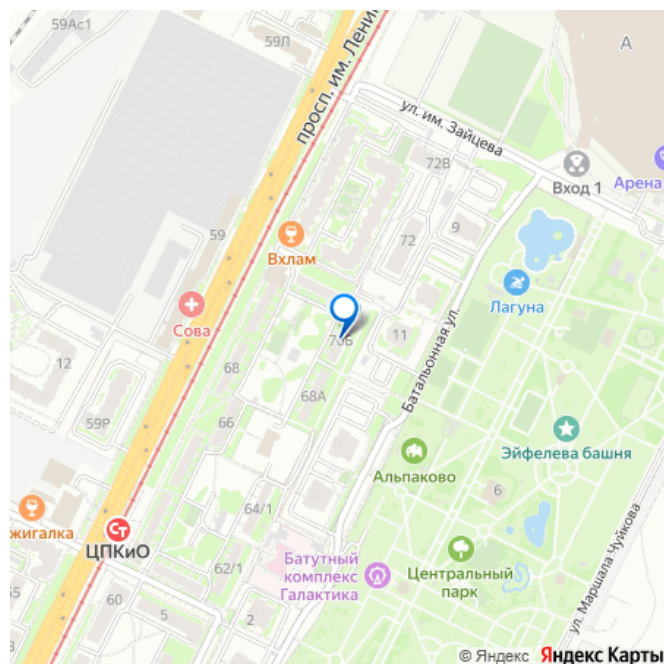 59Ас1
59Л
просп. им. Лени
А
ул. им. Зайцева
72В
Вход 1
Арена
59
Вхлам
72
9
Лагуна
Сова
70Б
11
Батальонная ул.
12
68
68А
59Р
66
Эйфелева башня
Альпаково
6
64/1
жигалка
Ст
ЦПКиО
62/1
Батутный
комплекс
Галактика
Центральный
парк
ул. Маршала Чуйкова
60
5
2
© Яндекс Яндекс Карты